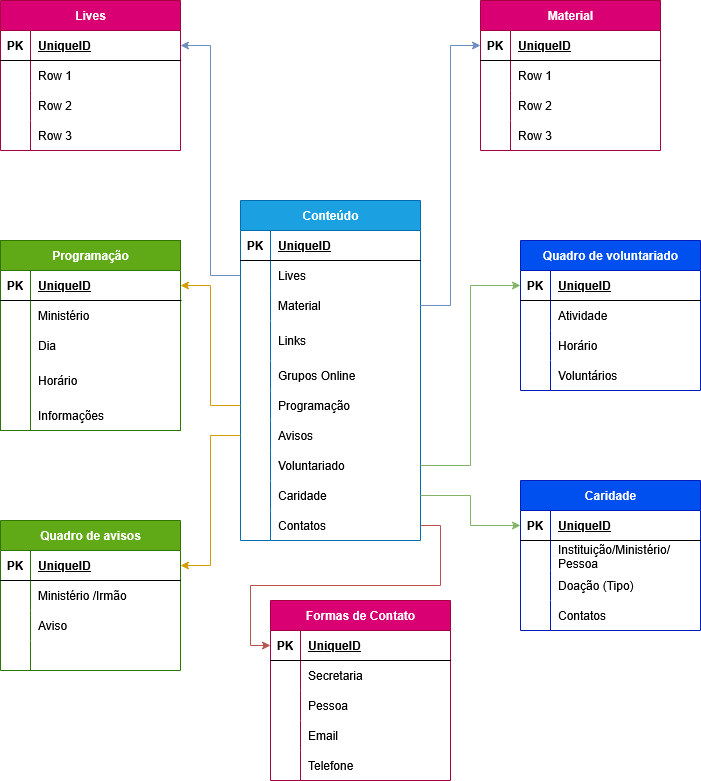 Lives
PK UniqueID
Row 1
Row 2
Row 3
Material
PK UniqueID
Row 1
Row 2
Row 3
Conteúdo
PK UniqueID
Lives
Material
Links
Grupos Online
Programação
Avisos
Voluntariado
Caridade
Contatos
Programação
PK UniqueID
Ministério
Dia
Horário
Informações
Quadro de voluntariado
PK UniqueID
Atividade
Horário
Voluntários
Quadro de avisos
PK UniqueID
Ministério /Irmão
Aviso
Caridade
PK UniqueID
Instituição/Ministério/
Pessoa
Doação (Tipo)
Contatos
Formas de Contato
PK UniqueID
Secretaria
Pessoa
Email
Telefone